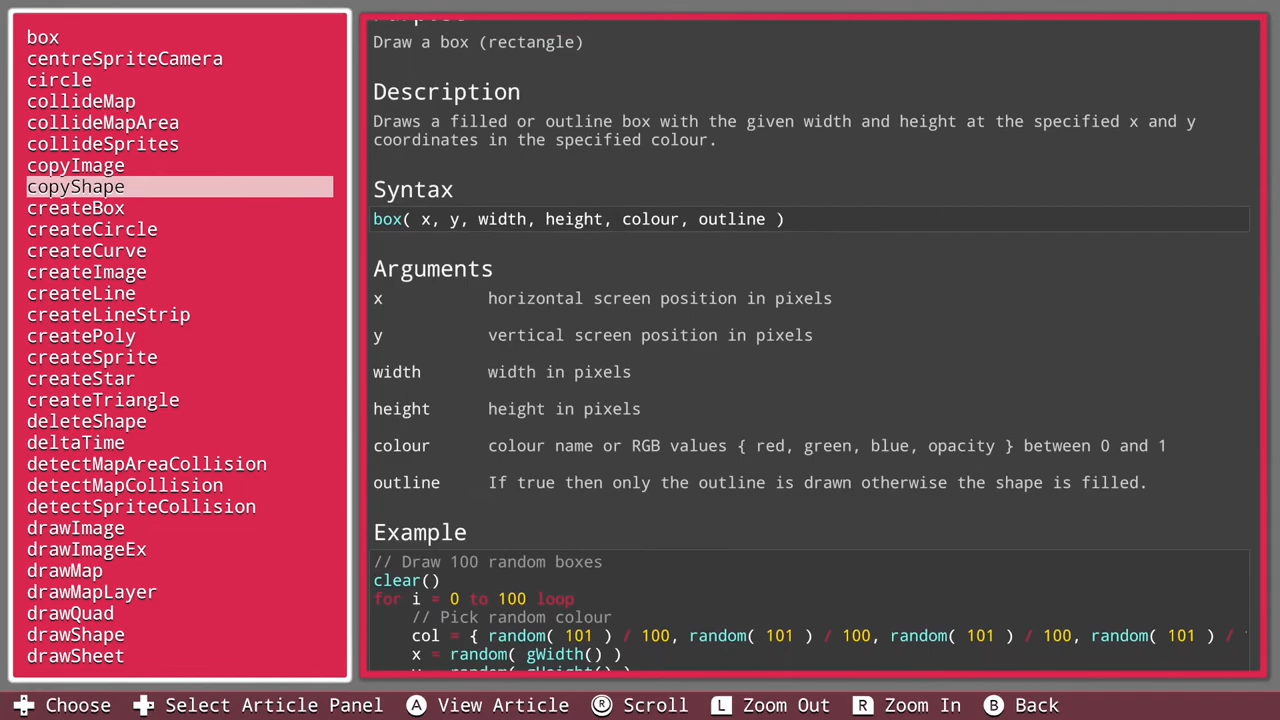 box
centreSpriteCamera
circle
collideMap
collideMapArea
collideSprites
copyImage
copyShape
createBox
createCircle
createCurve
createImage
createLine
createLineStrip
createPoly
createSprite
createStar
createTriangle
deleteShape
deltaTime
detectMapAreaCollision
detectMapCollision
detectSpriteCollision
drawImage
drawImageEx
drawMap
drawMapLayer
drawQuad
drawShape
drawSheet
Draw a box (rectangle)
Description
Draws a filled or outline box with the given width and height at the specified x and y
coordinates in the specified colour.
Syntax
box( x, y, width, height, colour, outline )
Arguments
x horizontal screen position in pixels
y vertical screen position in pixels
width width in pixels
height height in pixels
colour colour name or RGB values { red, green, blue, opacity } between 0 and 1
outline If true then only the outline is drawn otherwise the shape is filled.
Example
// Draw 100 random boxes
clear()
for i = 0 to 100 loop
// Pick random colour
col = { random( 101 ) / 100, random( 101 ) / 100, random( 101 ) / 100, random( 101 ) /
x = random( gWidth() )
y = random( gHeight() )
Choose Select Article Panel A View Article R Scroll L Zoom Out R Zoom In B Back